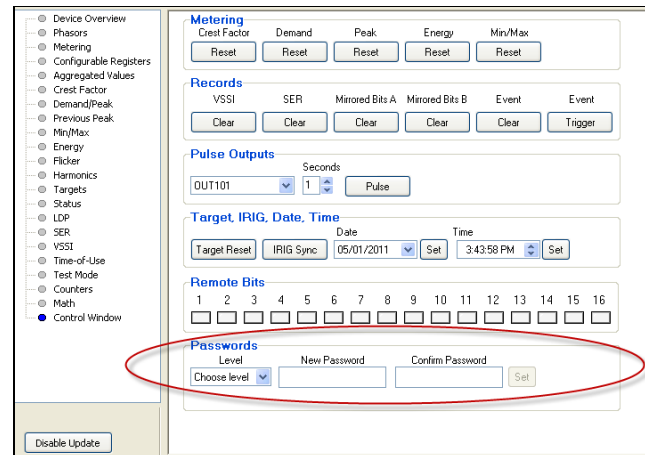 Device Overview
Phasors
Metering
Configurable Registers
Aggregated Values
Crest Factor
Demand/Peak
Previous Peak
Min/Max
Energy
Flicker
Harmonics
Targets
Status
LDP
SER
VSSI
Time-of-Use
Test Mode
Counters
Math
Control Window
Disable Update
Metering
Crest Factor Demand Peak Energy Min/Max
Reset Reset Reset Reset Reset
Records
VSSI SER Mirrored Bits A Mirrored Bits B Event Event
Clear Clear Clear Clear Clear Trigger
Pulse Outputs
Seconds
OUT101 1 Pulse
Target, IRIG, Date, Time
Date Time
Target Reset IRIG Sync 05/01/2011 Set 3:43:58 PM Set
Remote Bits
1 2 3 4 5 6 7 8 9 10 11 12 13 14 15 16
Passwords
Level New Password Confirm Password
Choose level Set